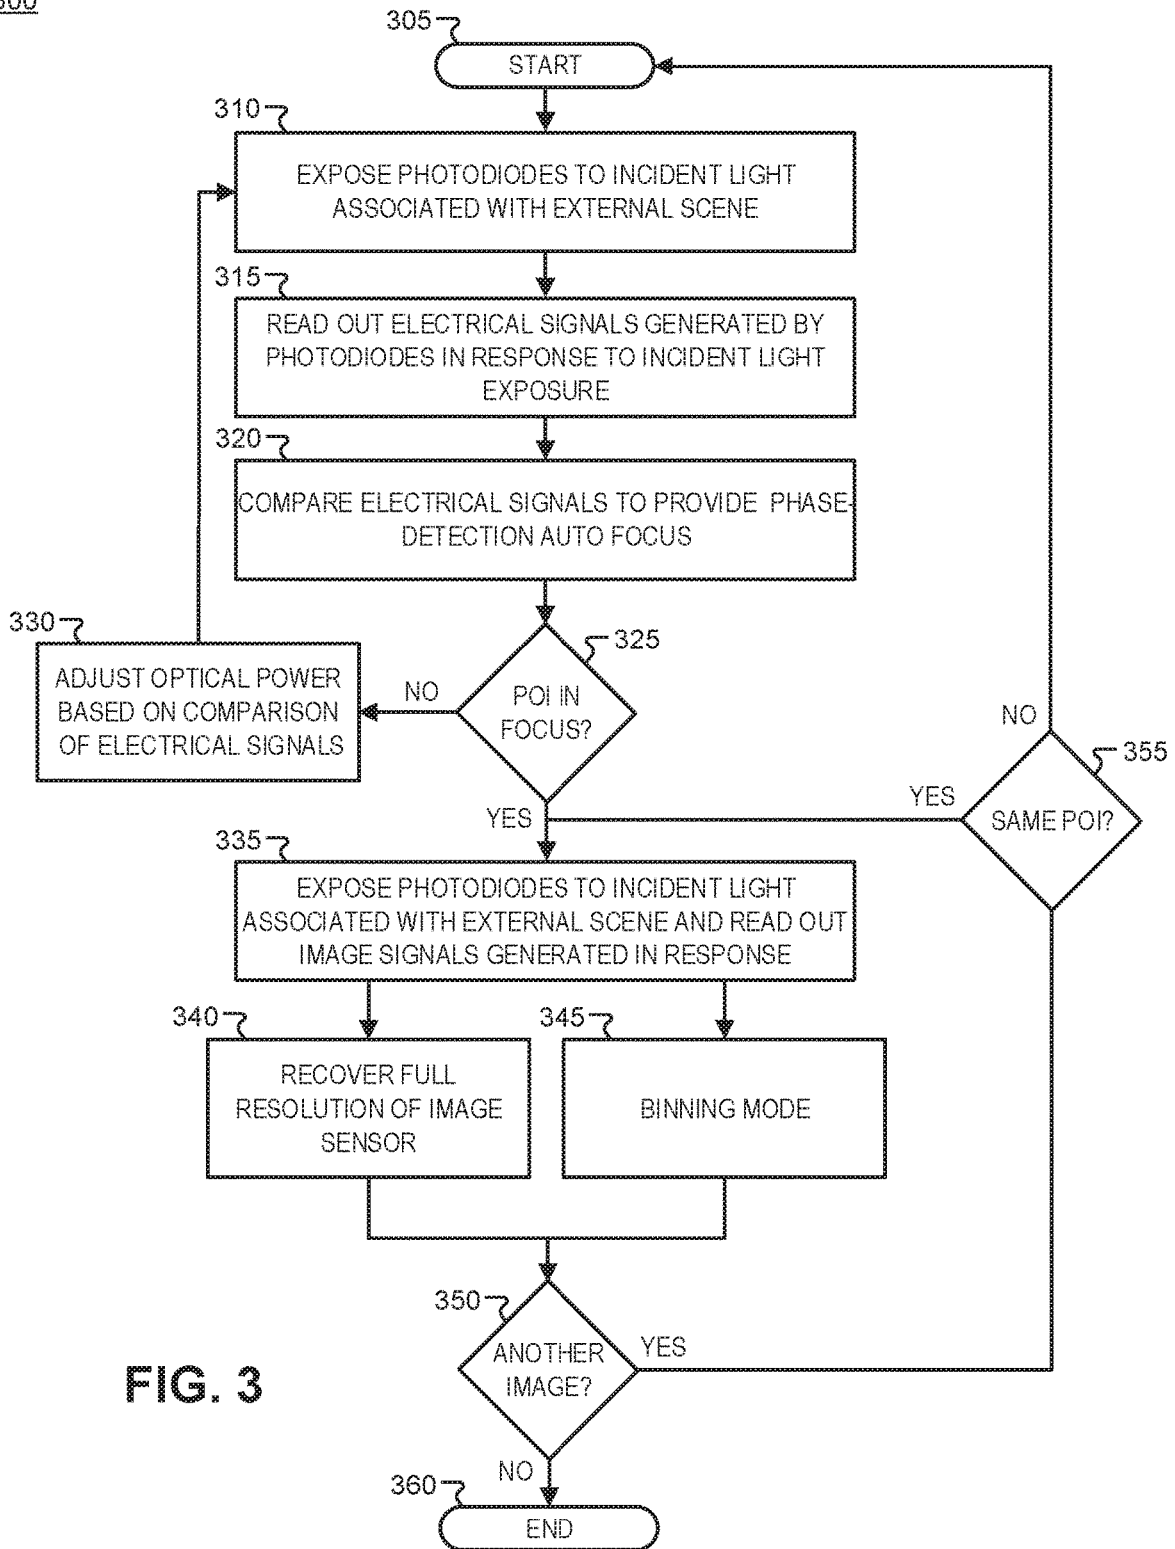 300
305
START
310
EXPOSE PHOTODIODES TO INCIDENT LIGHT
ASSOCIATED WITH EXTERNAL SCENE
315
READ OUT ELECTRICAL SIGNALS GENERATED BY
PHOTODIODES IN RESPONSE TO INCIDENT LIGHT
EXPOSURE
320
COMPARE ELECTRICAL SIGNALS TO PROVIDE PHASE-
DETECTION AUTO FOCUS
325
POI IN
FOCUS?
NO
330
ADJUST OPTICAL POWER
BASED ON COMPARISON
OF ELECTRICAL SIGNALS
YES
335
EXPOSE PHOTODIODES TO INCIDENT LIGHT
ASSOCIATED WITH EXTERNAL SCENE AND READ OUT
IMAGE SIGNALS GENERATED IN RESPONSE
340
RECOVER FULL
RESOLUTION OF IMAGE
SENSOR
345
BINNING MODE
350
ANOTHER
IMAGE?
YES
355
SAME POI?
YES
NO
NO
360
END
FIG. 3